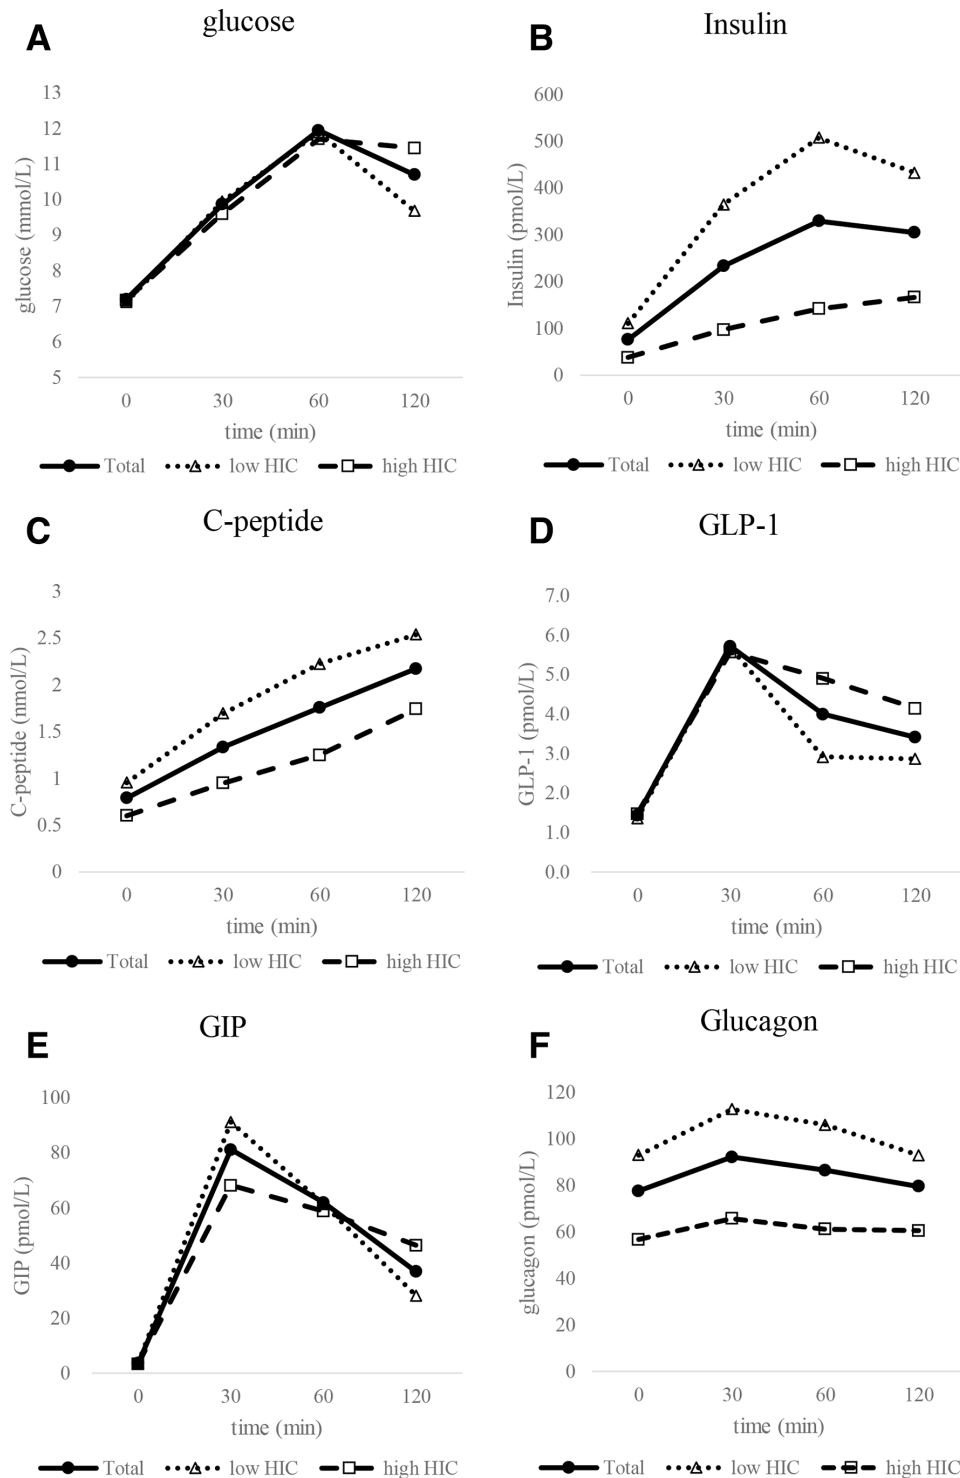 A
glucose
13
12
11
10
9
8
7
6
5
glucose (mmol/L)
0 30 60 120
time (min)
Total low HIC high HIC
B
Insulin
600
500
400
300
200
100
0
Insulin (pmol/L)
0 30 60 120
time (min)
Total low HIC high HIC
C
C-peptide
3
2.5
2
1.5
1
0.5
0
C-peptide (nmol/L)
0 30 60 120
time (min)
Total low HIC high HIC
D
GLP-1
7.0
6.0
5.0
4.0
3.0
2.0
1.0
0.0
GLP-1 (pmol/L)
0 30 60 120
time (min)
Total low HIC high HIC
E
GIP
100
80
60
40
20
0
GIP (pmol/L)
0 30 60 120
time (min)
Total low HIC high HIC
F
Glucagon
120
100
80
60
40
20
0
glucagon (pmol/L)
0 30 60 120
time (min)
Total low HIC high HIC